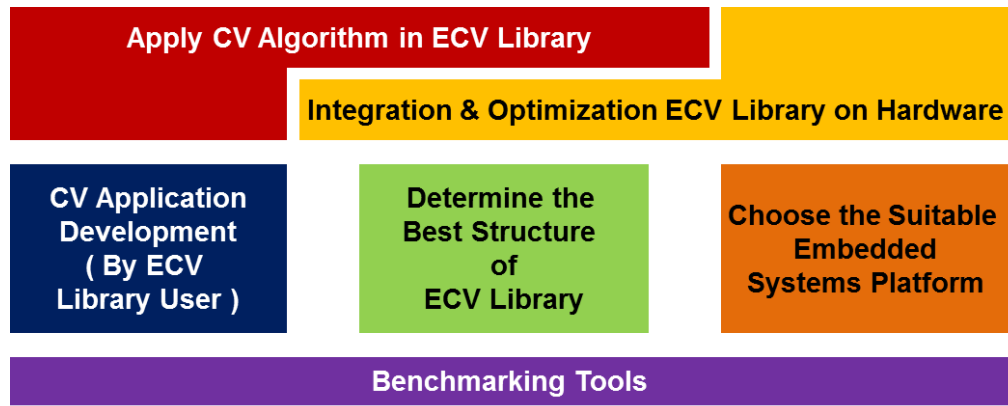 Apply CV Algorithm in ECV Library
Integration & Optimization ECV Library on Hardware
CV Application
Development
( By ECV
Library User )
Determine the
Best Structure
of
ECV Library
Choose the Suitable
Embedded
Systems Platform
Benchmarking Tools